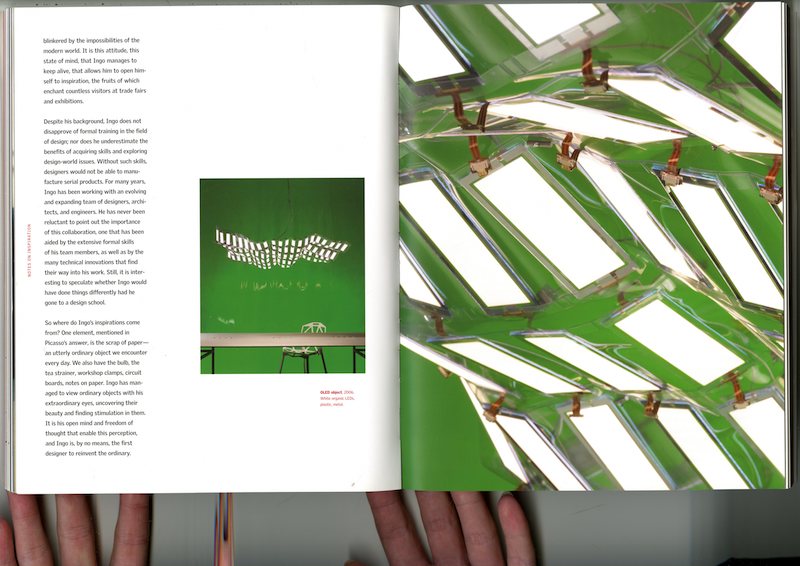 blinkered by the impossibilities of the
modern world. It is this attitude, this
state of mind, that Ingo manages to
keep alive, that allows him to open him-
self to inspiration, the fruits of which
enchant countless visitors at trade fairs
and exhibitions.
Despite his background, Ingo does not
disapprove of formal training in the field
of design; nor does he underestimate the
benefits of acquiring skills and exploring
design-world issues. Without such skills,
designers would not be able to manu-
facture serial products. For many years,
Ingo has been working with an evolving
and expanding team of designers, archi-
tects, and engineers. He has never been
reluctant to point out the importance
of this collaboration, one that has been
aided by the extensive formal skills
of his team members, as well as by the
many technical innovations that find
their way into his work. Still, it is inter-
esting to speculate whether Ingo would
have done things differently had he
gone to a design school.
So where do Ingo's inspirations come
from? One element, mentioned in
Picasso's answer, is the scrap of paper—
an utterly ordinary object we encounter
every day. We also have the bulb, the
tea strainer, workshop clamps, circuit
boards, notes on paper. Ingo has man-
aged to view ordinary objects with his
extraordinary eyes, uncovering their
beauty and finding stimulation in them.
It is his open mind and freedom of
thought that enable this perception,
and Ingo is, by no means, the first
designer to reinvent the ordinary.
NOTES ON INSPIRATION
OLED object, 2006.
White organic LEDs,
plastic, metal